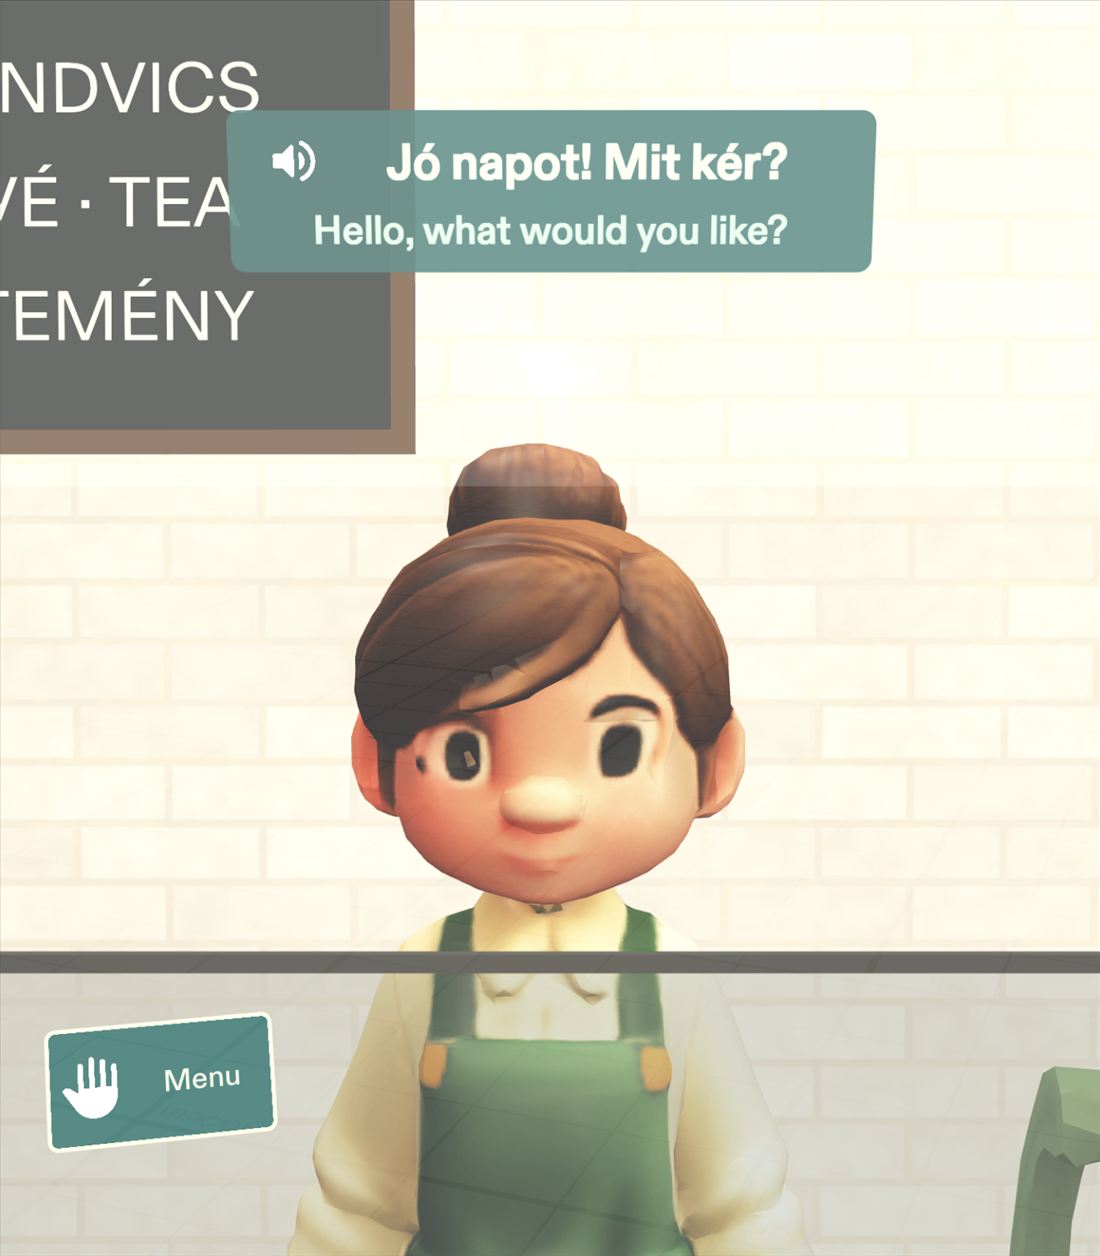 NDVICS
VÉ · TEA
TEMÉNY
Jó napot! Mit kér?
Hello, what would you like?
Menu